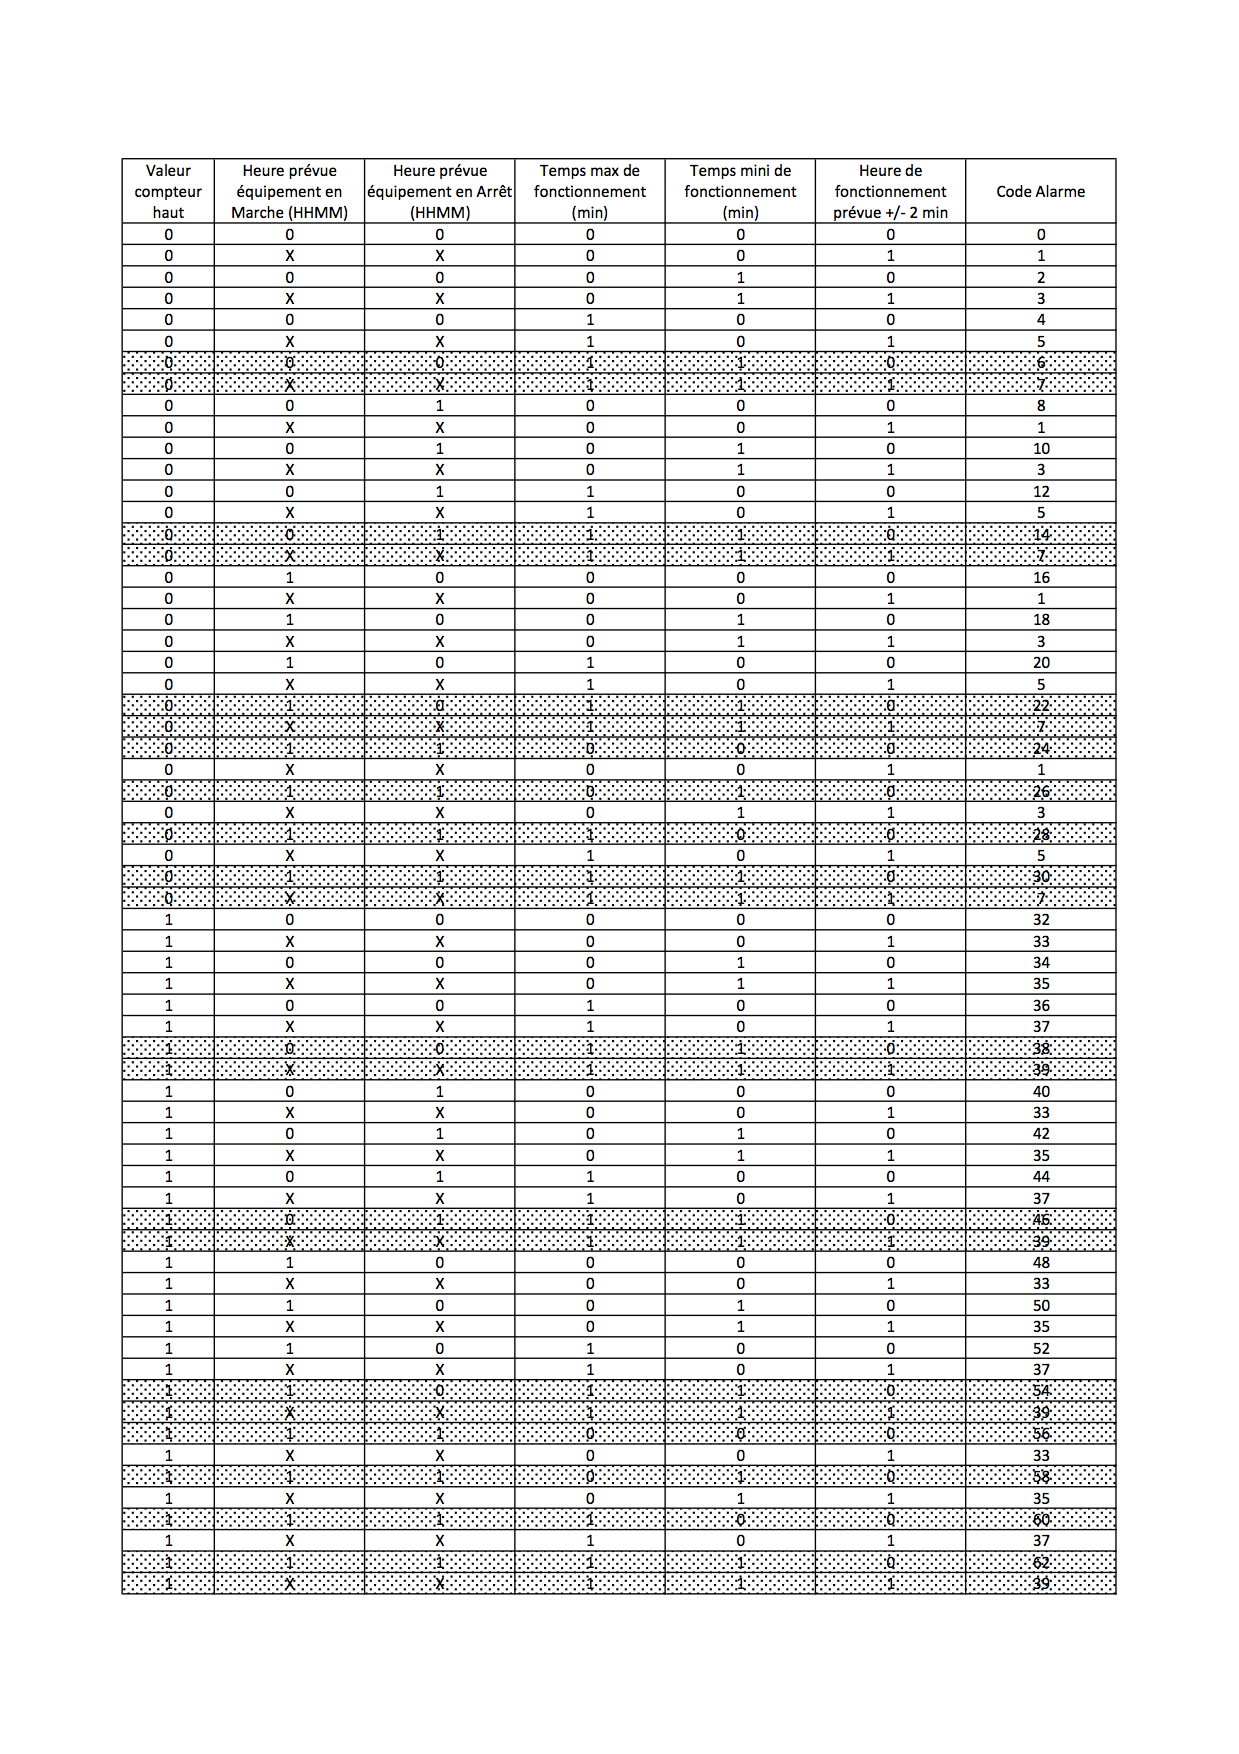 Valeur compteur haut | Heure prévue équipement en Marche (HHMM) | Heure prévue équipement en Arrêt (HHMM) | Temps max de fonctionnement (min) | Temps mini de fonctionnement (min) | Heure de fonctionnement prévue +/- 2 min | Code Alarme
0 0 0 0 0 0 0
0 X X 0 0 1 1
0 0 0 0 1 0 2
0 X X 0 1 1 3
0 0 0 1 0 0 4
0 X X 1 0 1 5
0 0 0 1 1 0 6
0 X X 1 1 1 7
0 0 1 0 0 0 8
0 X X 0 0 1 1
0 0 1 0 1 0 10
0 X X 0 1 1 3
0 0 1 1 0 0 12
0 X X 1 0 1 5
0 0 1 1 1 0 14
0 X X 1 1 1 7
0 1 0 0 0 0 16
0 X X 0 0 1 1
0 1 0 0 1 0 18
0 X X 0 1 1 3
0 1 0 1 0 0 20
0 X X 1 0 1 5
0 1 0 1 1 0 22
0 X X 1 1 1 7
0 1 1 0 0 0 24
0 X X 0 0 1 1
0 1 1 0 1 0 26
0 X X 0 1 1 3
0 1 1 1 0 0 28
0 X X 1 0 1 5
0 1 1 1 1 0 30
0 X X 1 1 1 7
1 0 0 0 0 0 32
1 X X 0 0 1 33
1 0 0 0 1 0 34
1 X X 0 1 1 35
1 0 0 1 0 0 36
1 X X 1 0 1 37
1 0 0 1 1 0 38
1 X X 1 1 1 39
1 0 1 0 0 0 40
1 X X 0 0 1 33
1 0 1 0 1 0 42
1 X X 0 1 1 35
1 0 1 1 0 0 44
1 X X 1 0 1 37
1 0 1 1 1 0 46
1 X X 1 1 1 39
1 1 0 0 0 0 48
1 X X 0 0 1 33
1 1 0 0 1 0 50
1 X X 0 1 1 35
1 1 0 1 0 0 52
1 X X 1 0 1 37
1 1 0 1 1 0 54
1 X X 1 1 1 39
1 1 1 0 0 0 56
1 X X 0 0 1 33
1 1 1 0 1 0 58
1 X X 0 1 1 35
1 1 1 1 0 0 60
1 X X 1 0 1 37
1 1 1 1 1 0 62
1 X X 1 1 1 39